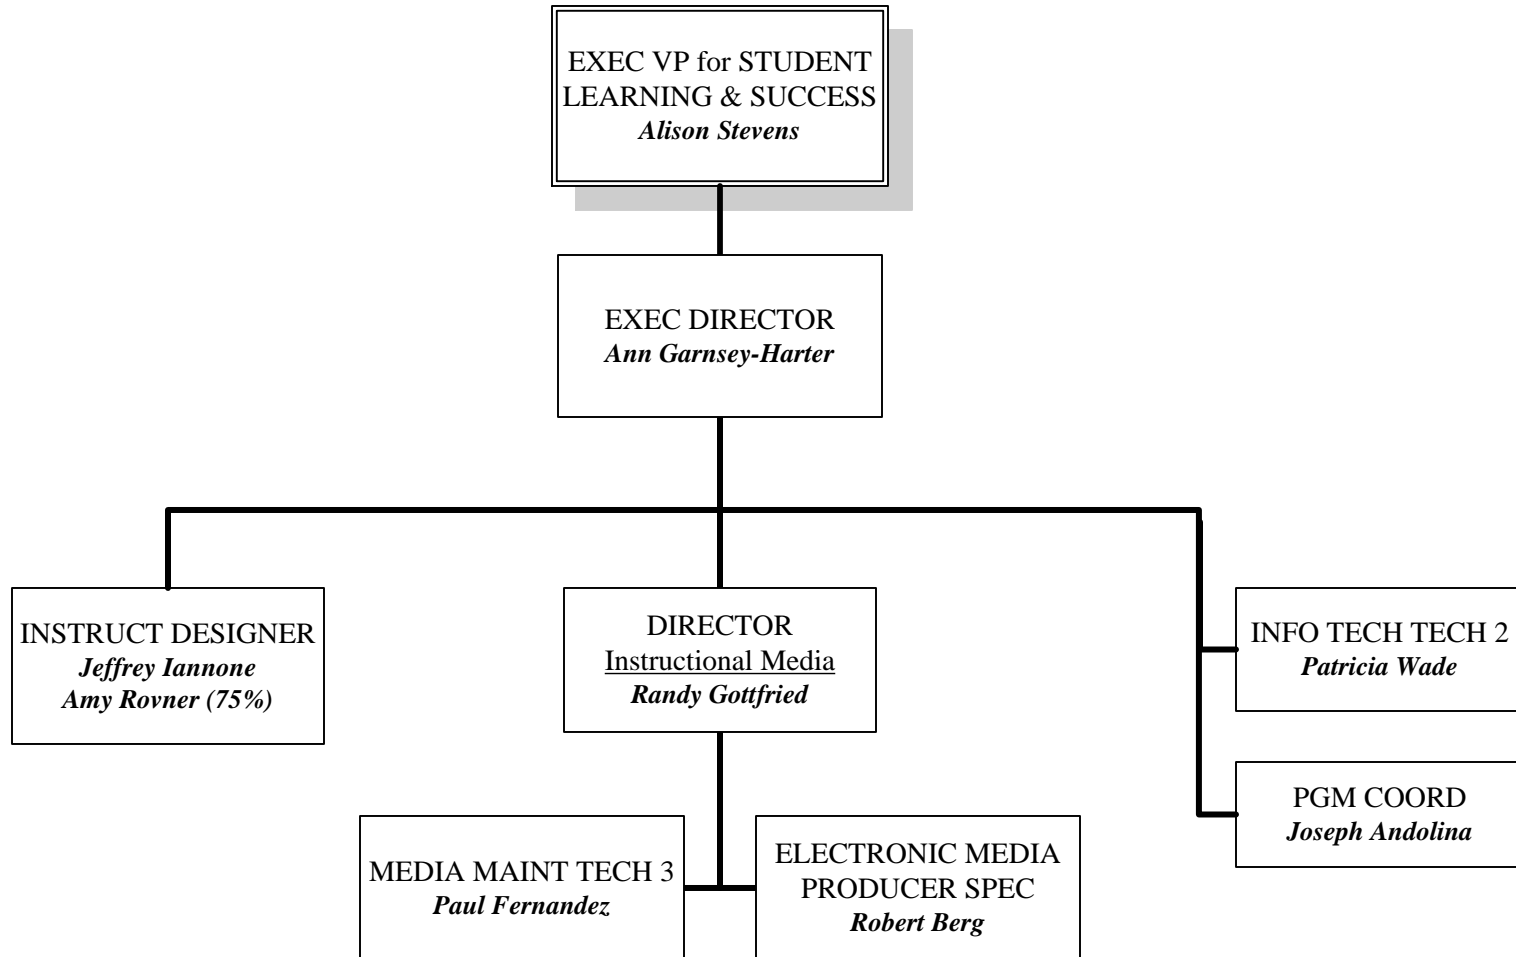 EXEC VP for STUDENT
LEARNING & SUCCESS
Alison Stevens
EXEC DIRECTOR
Ann Garnsey-Harter
INSTRUCT DESIGNER
Jeffrey Iannone
Amy Rovner (75%)
DIRECTOR
Instructional Media
Randy Gottfried
INFO TECH TECH 2
Patricia Wade
PGM COORD
Joseph Andolina
MEDIA MAINT TECH 3
Paul Fernandez
ELECTRONIC MEDIA
PRODUCER SPEC
Robert Berg